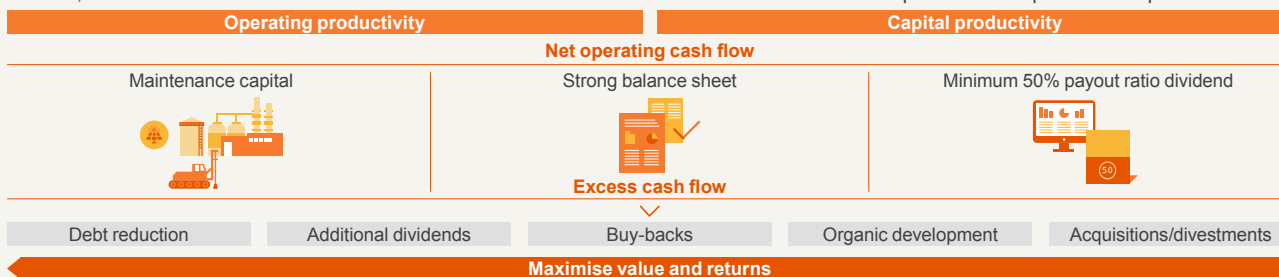 Operating productivity
Capital productivity
Net operating cash flow
Maintenance capital
Strong balance sheet
Minimum 50% payout ratio dividend
50
Excess cash flow
Debt reduction
Additional dividends
Buy-backs
Organic development
Acquisitions/divestments
Maximise value and returns